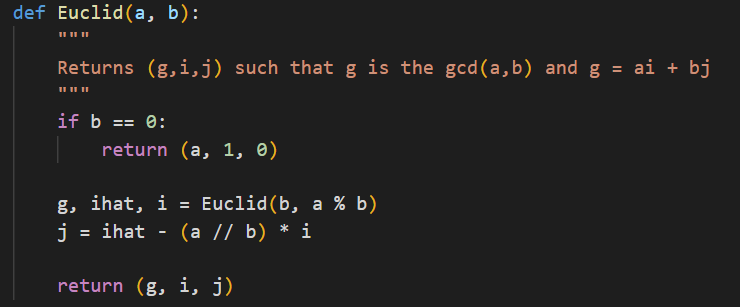 def Euclid(a, b):
    """
    Returns (g,i,j) such that g is the gcd(a,b) and g = ai + bj
    """
    if b == 0:
        return (a, 1, 0)

    g, ihat, i = Euclid(b, a % b)
    j = ihat - (a // b) * i

    return (g, i, j)